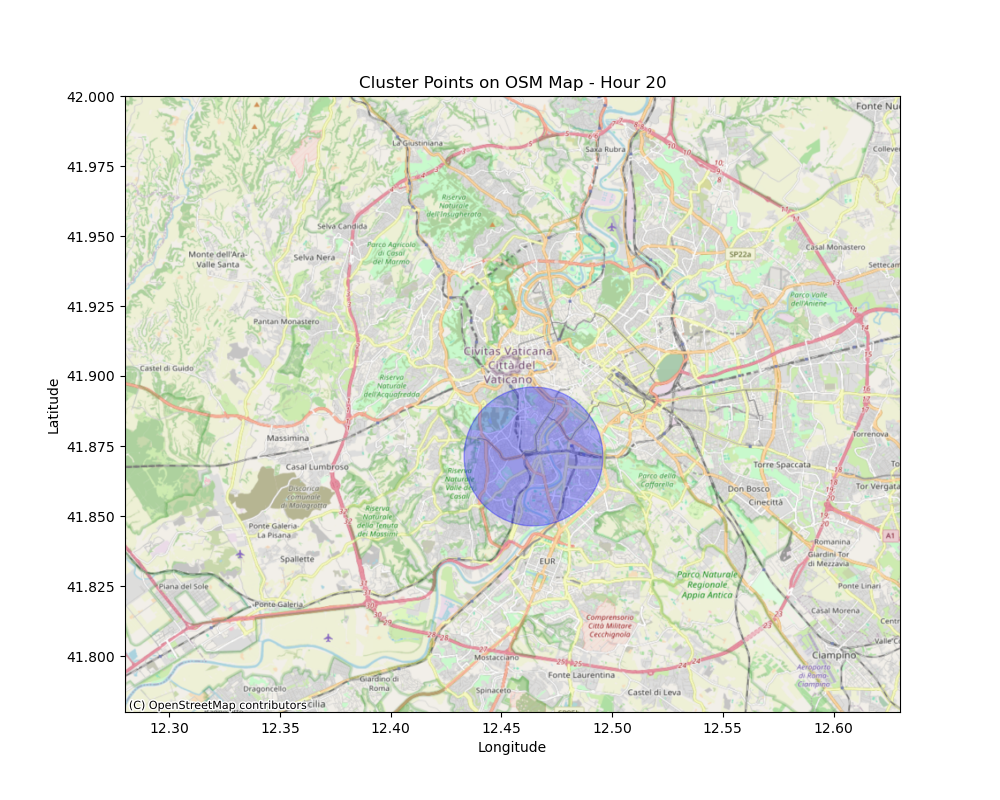 Cluster Points on OSM Map - Hour 20
42.000
41.975
41.950
41.925
41.900
41.875
41.850
41.825
41.800
Latitude
12.30
12.35
12.40
12.45
12.50
12.55
12.60
Longitude
Fonte Nu
Colleve
La Giustiniana
Saxa Rubra
Riserva
Naturale
dell'Insugherata
Selva Candida
Parco Agricolo
di Casal
del Marmo
Monte dell'Ara-
Valle Santa
Selva Nera
SP22a
Casal Monastero
Settecam
Parco Valle
dell'Aniene
Pantan Monastero
Civitas Vaticana
Città del
Vaticano
Castel di Guido
Riserva
Naturale
dell'Acquafredda
Massimina
Casal Lumbroso
Torrenova
To
Torre Spaccata
Tor Vergata
Riserva
Naturale
Valle dei
Casali
Parco della
Caffarella
Discarica
comunale
di Malagrotta
Don Bosco
Cinecittà
Riserva
Naturale
della Tenuta
dei Massimi
Ponte Galeria-
La Pisana
A1
Romanina
Giardini Tor
di Mezzavia
Spallette
EUR
Piana del Sole
Parco Naturale
Regionale
Appia Antica
Ponte Linari
Ponte Galeria
Casal Morena
Centr
Comprensorio
Città Militare
Cecchignola
Valle C
Ciampino
Mostacciano
Aeroporto
di Roma-
Ciampino
Fonte Laurentina
Giardino di
Roma
Dragoncello
Spinaceto
Castel di Leva
(C) OpenStreetMap contributors
cilia